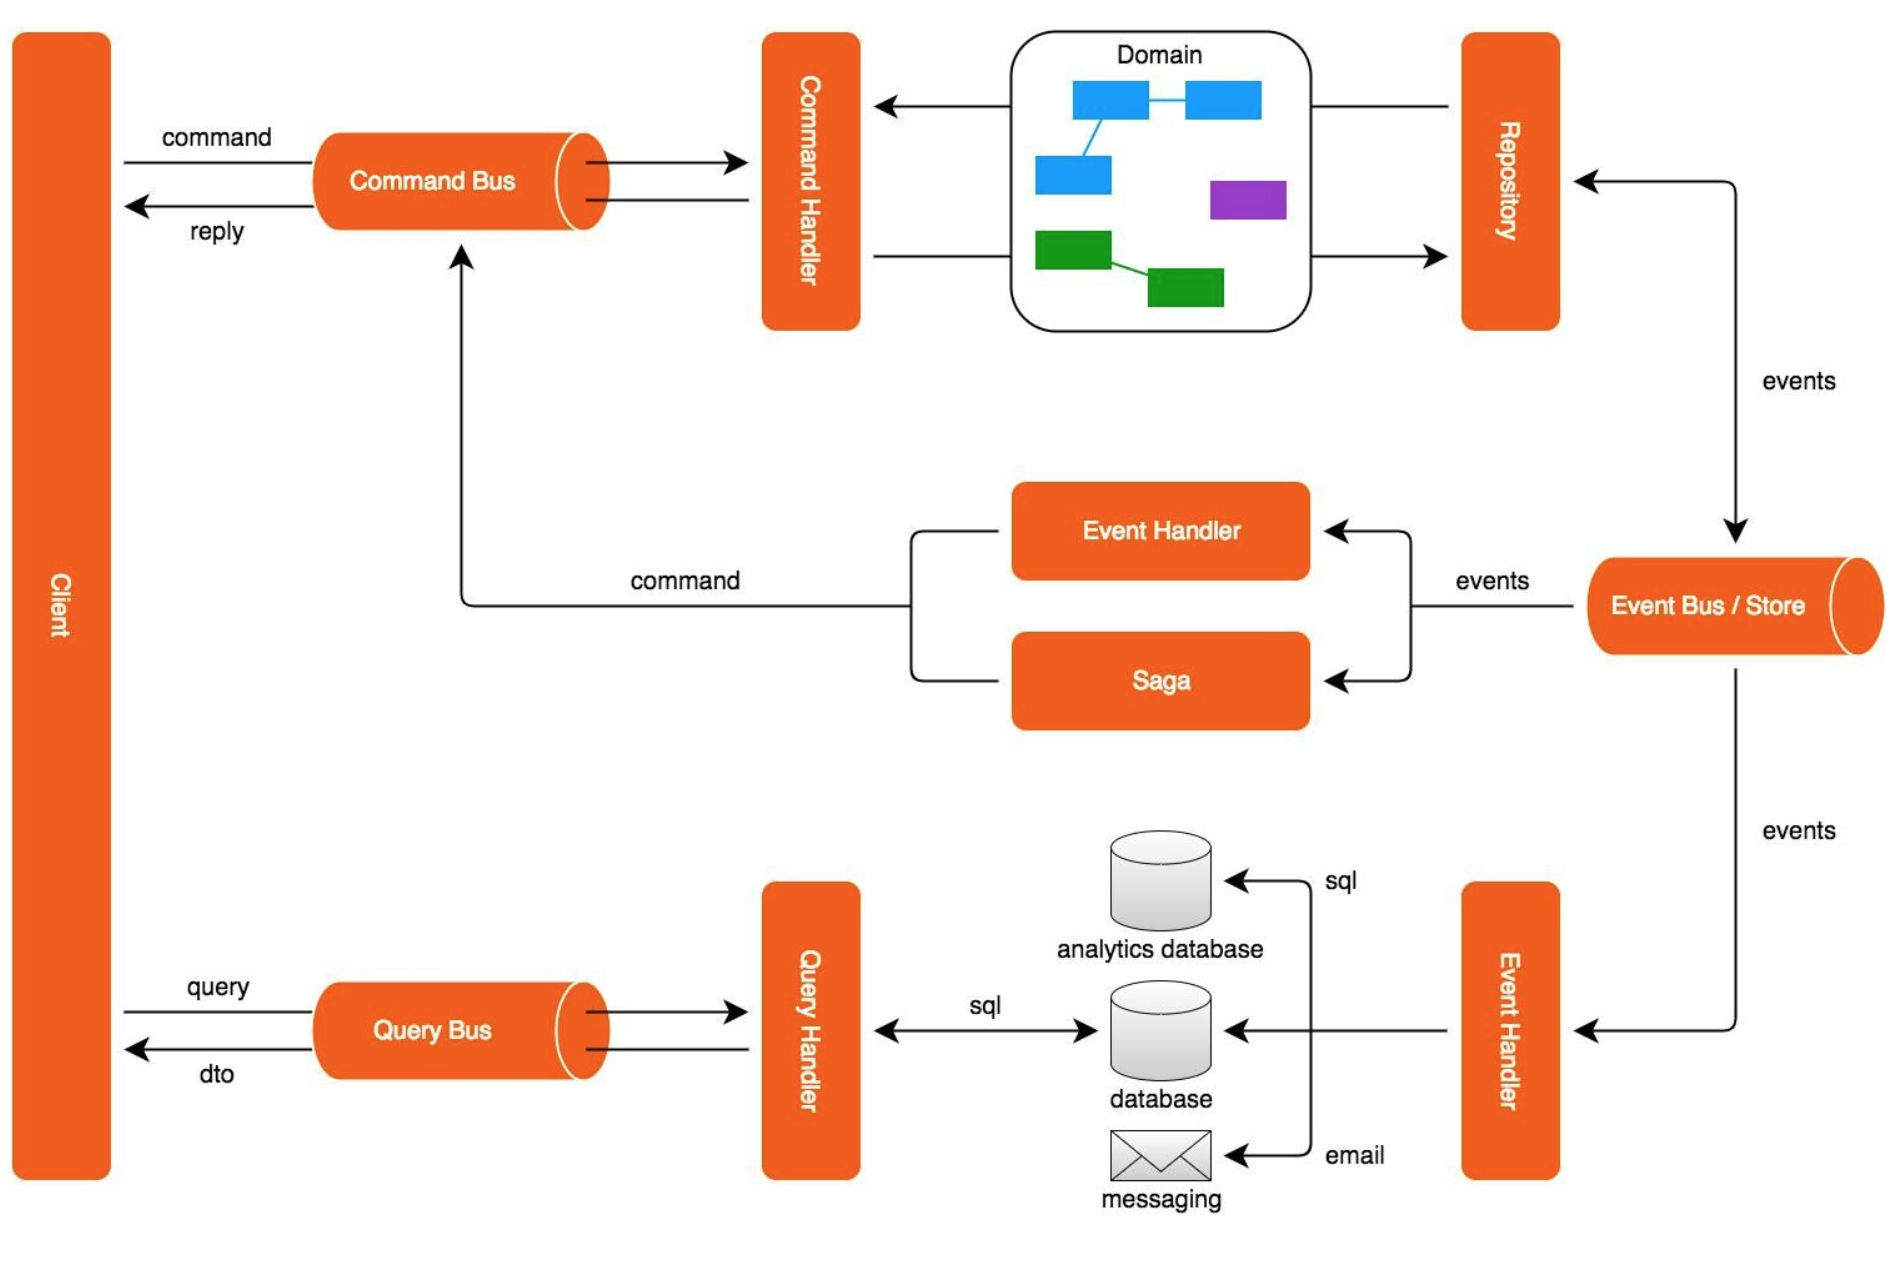 Domain
command
Command Bus
reply
Command Handler
Repository
events
Event Handler
command
events
Event Bus / Store
Client
Saga
events
sql
analytics database
query
Query Bus
dto
Query Handler
sql
database
Event Handler
email
messaging